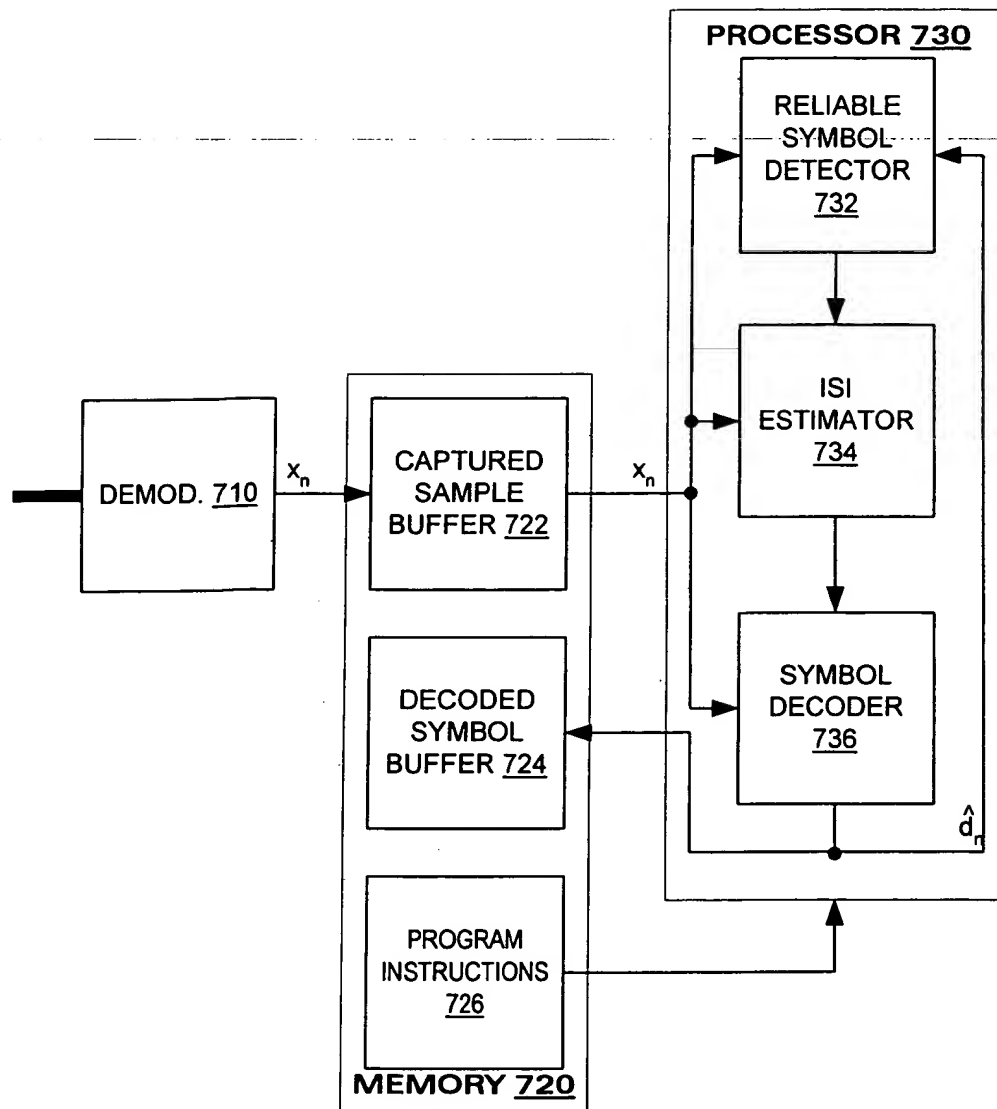 PROCESSOR 730
RELIABLE
SYMBOL
DETECTOR
732
ISI
ESTIMATOR
734
SYMBOL
DECODER
736
d̂n
DEMOD. 710
xn
CAPTURED
SAMPLE
BUFFER 722
xn
DECODED
SYMBOL
BUFFER 724
PROGRAM
INSTRUCTIONS
726
MEMORY 720